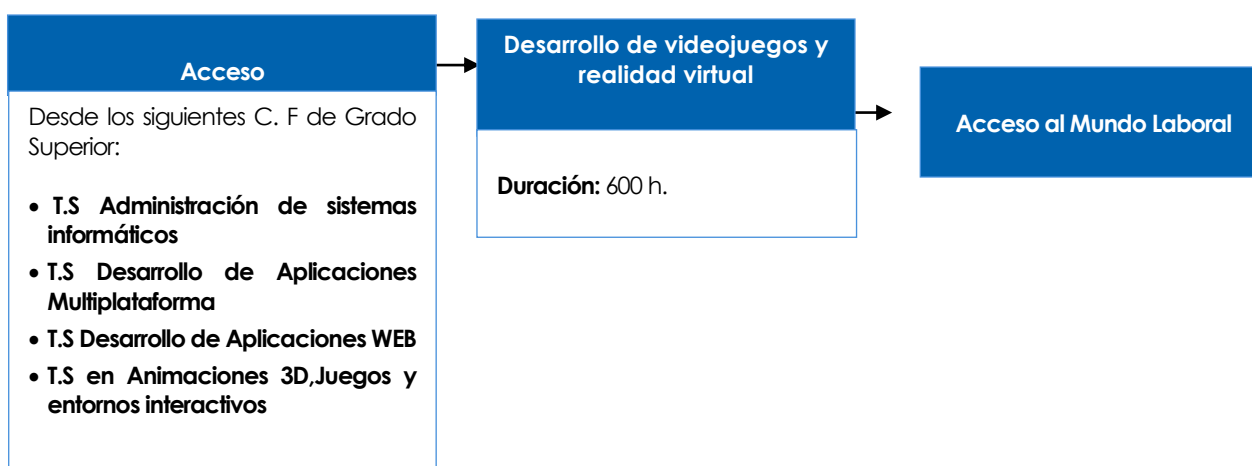 Acceso
Desde los siguientes C. F de Grado
Superior:
• T.S Administración de sistemas
informáticos
• T.S Desarrollo de Aplicaciones
Multiplataforma
• T.S Desarrollo de Aplicaciones WEB
• T.S en Animaciones 3D,Juegos y
entornos interactivos
Desarrollo de videojuegos y
realidad virtual
Duración: 600 h.
Acceso al Mundo Laboral